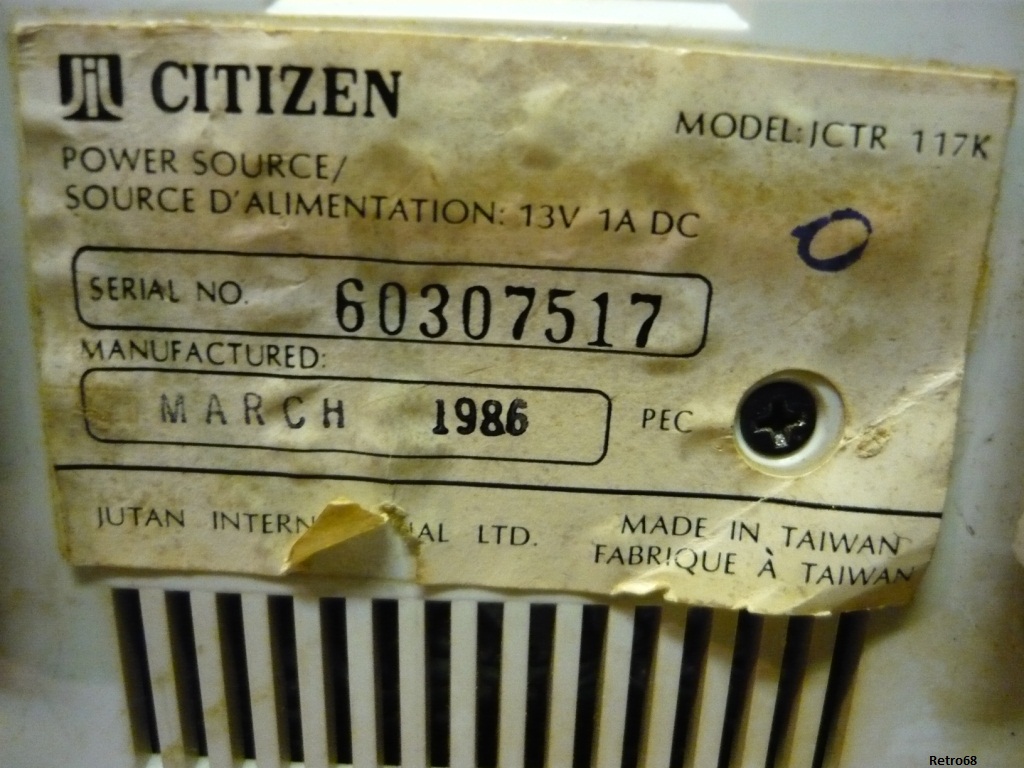 CITIZEN
MODEL: JCTR 117K
POWER SOURCE/
SOURCE D'ALIMENTATION: 13V 1A DC
SERIAL NO. 60307517
MANUFACTURED:
MARCH 1986 PEC
JUTAN LTD.
MADE IN TAIWAN
FABRIQUE À TAIWAN
Retro68